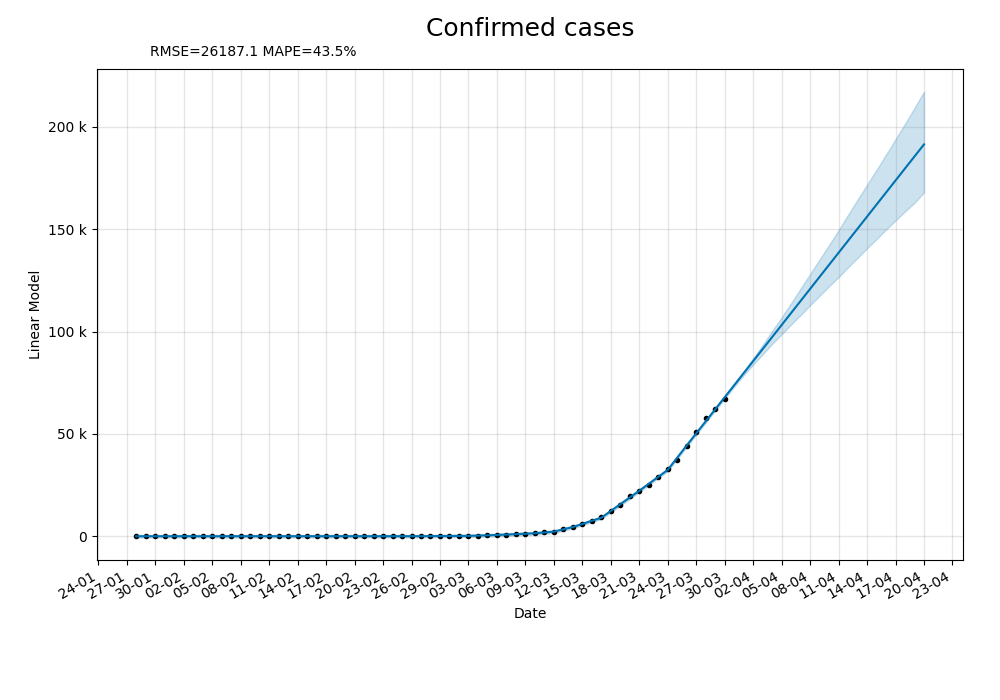 Confirmed cases
RMSE=26187.1 MAPE=43.5%
200 k
150 k
100 k
50 k
0
Linear Model
24-01 27-01 30-01 02-02 05-02 08-02 11-02 14-02 17-02 20-02 23-02 26-02 29-02 03-03 06-03 09-03 12-03 15-03 18-03 21-03 24-03 27-03 30-03 02-04 05-04 08-04 11-04 14-04 17-04 20-04 23-04
Date